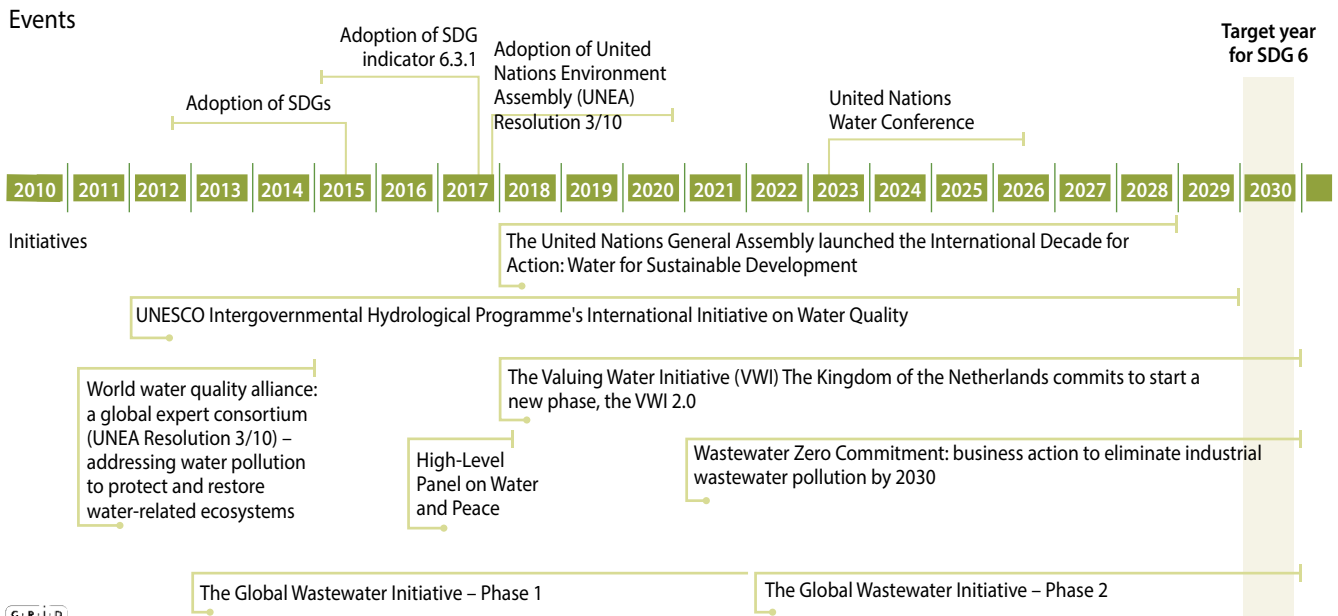 Events
Adoption of SDGs
Adoption of SDG
indicator 6.3.1
Adoption of United
Nations Environment
Assembly (UNEA)
Resolution 3/10
United Nations
Water Conference
Target year
for SDG 6
2010 2011 2012 2013 2014 2015 2016 2017 2018 2019 2020 2021 2022 2023 2024 2025 2026 2027 2028 2029 2030
Initiatives
The United Nations General Assembly launched the International Decade for
Action: Water for Sustainable Development
UNESCO Intergovernmental Hydrological Programme's International Initiative on Water Quality
World water quality alliance:
a global expert consortium
(UNEA Resolution 3/10) –
addressing water pollution
to protect and restore
water-related ecosystems
The Valuing Water Initiative (VWI) The Kingdom of the Netherlands commits to start a
new phase, the VWI 2.0
High-Level
Panel on Water
and Peace
Wastewater Zero Commitment: business action to eliminate industrial
wastewater pollution by 2030
The Global Wastewater Initiative – Phase 1
The Global Wastewater Initiative – Phase 2